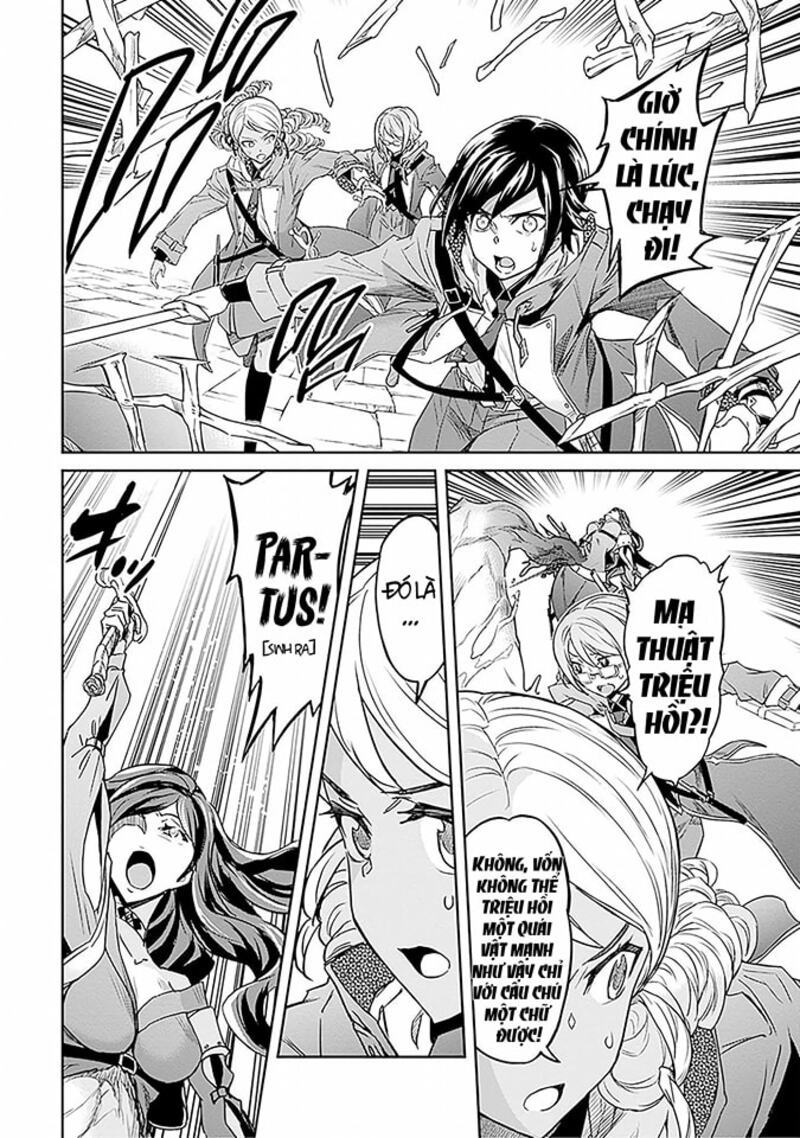 GIỜ
CHÍNH
LÀ LÚC,
CHẠY
ĐI!
MA
THUẬT
TRIỆU
HỒI?!
KHÔNG, VỐN
KHÔNG THỂ
TRIỆU HỒI
MỘT QUÁI
VẬT MẠNH
NHƯ VẬY CHỈ
VỚI CÂU CHÚ
MỘT CHỮ
ĐƯỢC!
ĐÓ LÀ
...
PAR-
TUS!
[SINH RA]